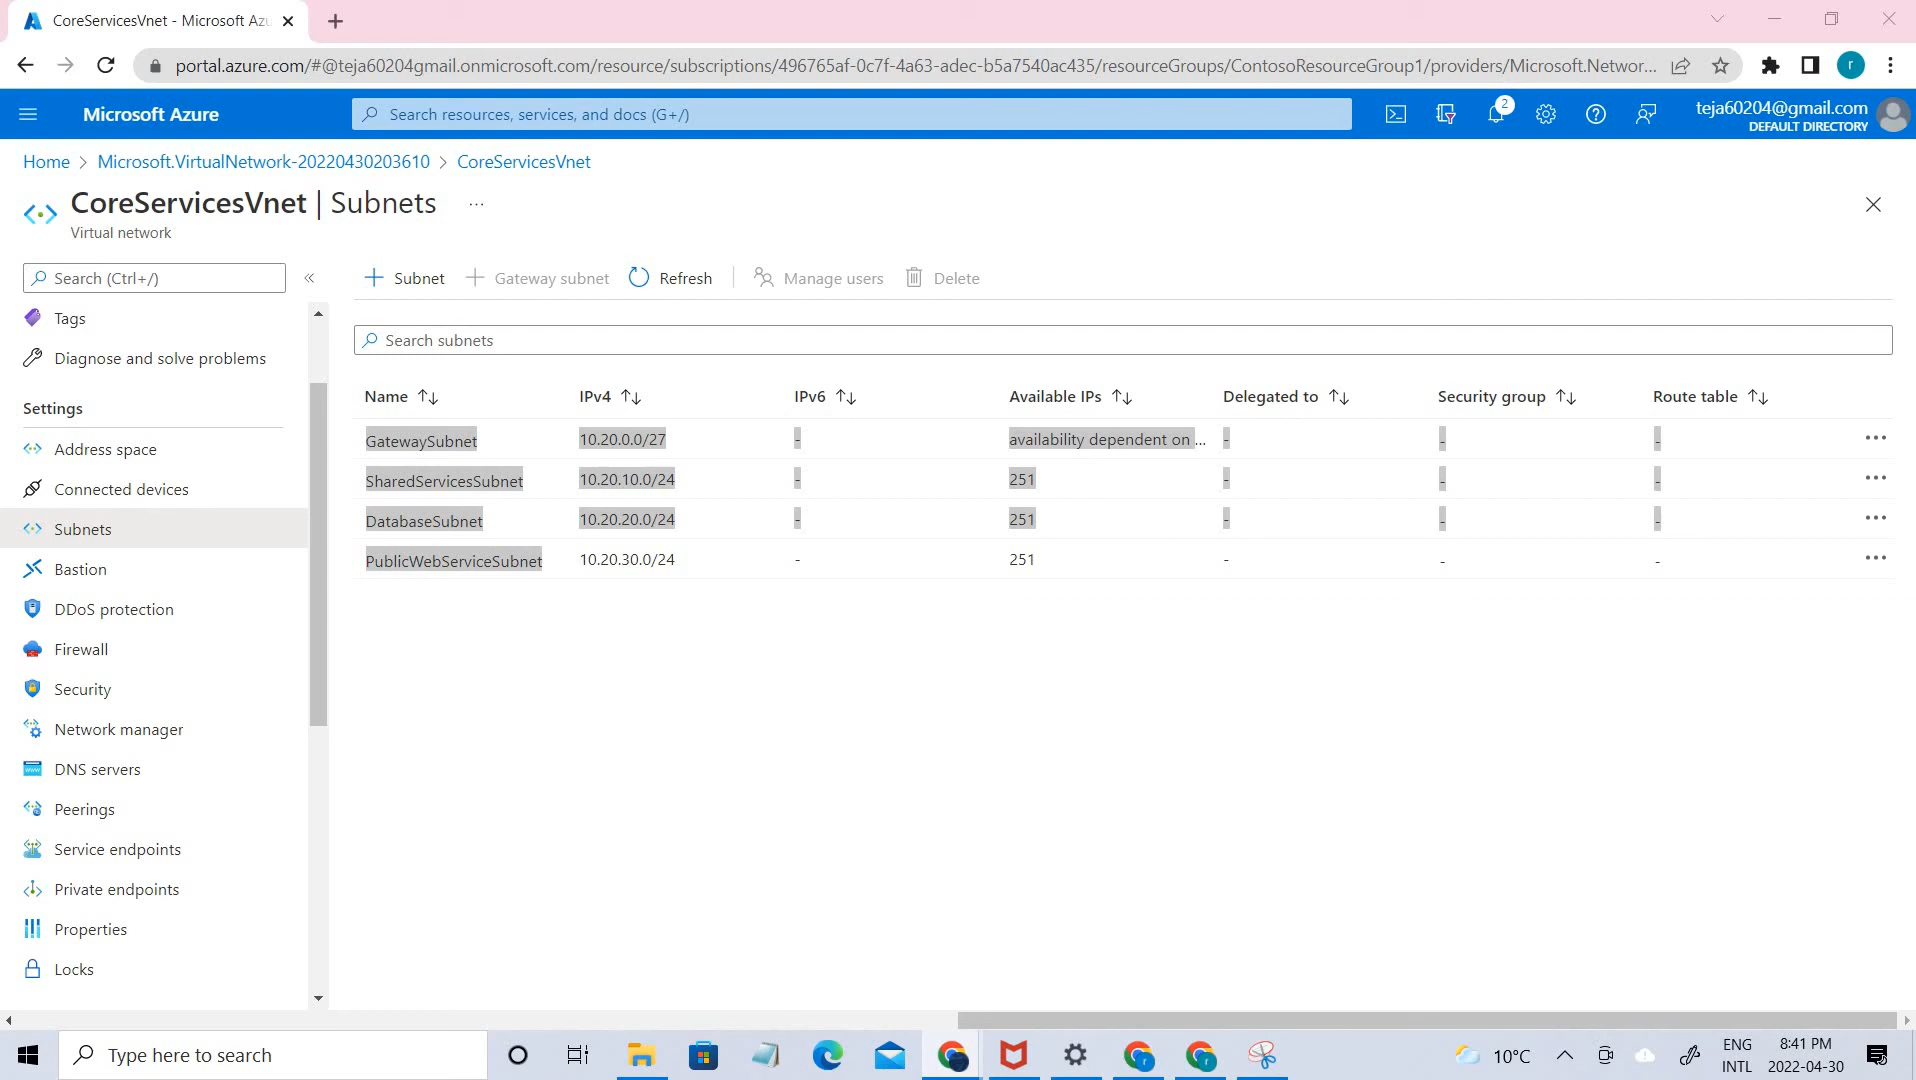 CoreServicesVnet - Microsoft Azu
portal.azure.com/#@teja60204gmail.onmicrosoft.com/resource/subscriptions/496765af-0c7f-4a63-adec-b5a7540ac435/resourceGroups/ContosoResourceGroup1/providers/Microsoft.Networ...
r
Microsoft Azure
Search resources, services, and docs (G+/)
2
teja60204@gmail.com
DEFAULT DIRECTORY
Home > Microsoft.VirtualNetwork-20220430203610 > CoreServicesVnet
CoreServicesVnet | Subnets ...
Virtual network
Search (Ctrl+/)
«
Tags
Diagnose and solve problems
Settings
Address space
Connected devices
Subnets
Bastion
DDoS protection
Firewall
Security
Network manager
DNS servers
Peerings
Service endpoints
Private endpoints
Properties
Locks
+ Subnet + Gateway subnet Refresh Manage users Delete
Search subnets
Name IPv4 IPv6 Available IPs Delegated to Security group Route table
GatewaySubnet 10.20.0.0/27 - availability dependent on ... - - - ...
SharedServicesSubnet 10.20.10.0/24 - 251 - - - ...
DatabaseSubnet 10.20.20.0/24 - 251 - - - ...
PublicWebServiceSubnet 10.20.30.0/24 - 251 - - - ...
Type here to search
10°C
ENG
INTL
8:41 PM
2022-04-30